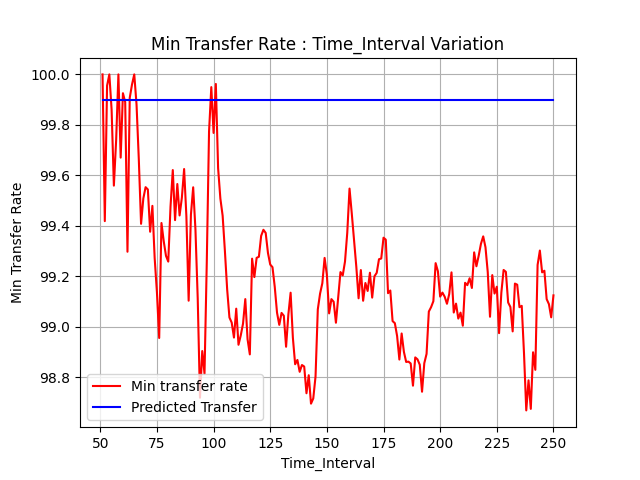 Min Transfer Rate : Time_Interval Variation
100.0
99.8
99.6
99.4
99.2
99.0
98.8
Min Transfer Rate
Min transfer rate
Predicted Transfer
50 75 100 125 150 175 200 225 250
Time_Interval